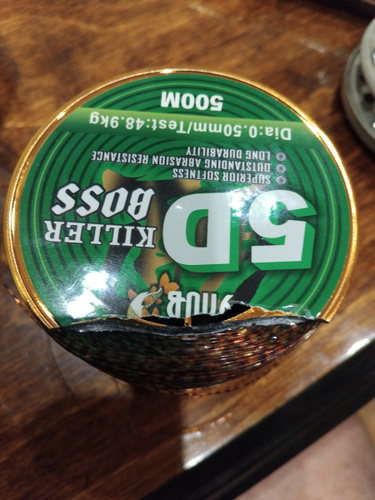 5D KILLER
BOSS
SUPERIOR SOFTNESS
OUTSTANDING ABRASION RESISTANCE
LONG DURABILITY
Dia:0.50mm/Test:48.9kg
500M